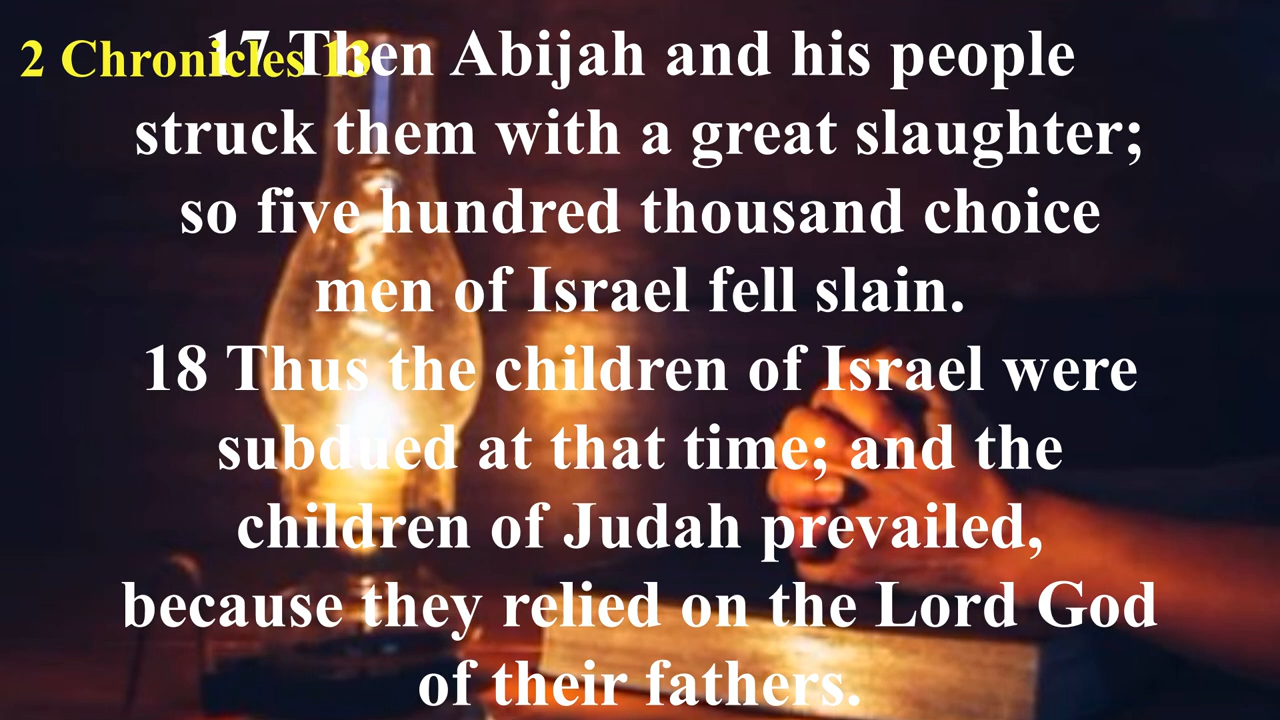 2 Chronicles 13
17 Then Abijah and his people
struck them with a great slaughter;
so five hundred thousand choice
men of Israel fell slain.
18 Thus the children of Israel were
subdued at that time; and the
children of Judah prevailed,
because they relied on the Lord God
of their fathers.